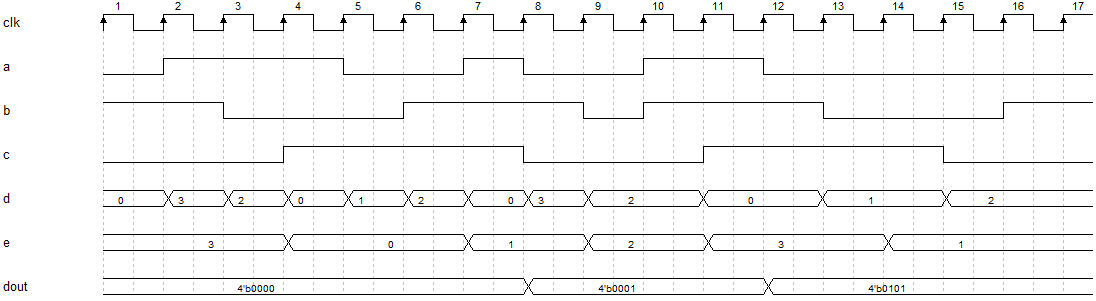 1 2 3 4 5 6 7 8 9 10 11 12 13 14 15 16 17
clk
a
b
c
d 0 3 2 0 1 2 0 3 2 0 1 2
e 3 0 1 2 3 1
dout 4'b0000 4'b0001 4'b0101